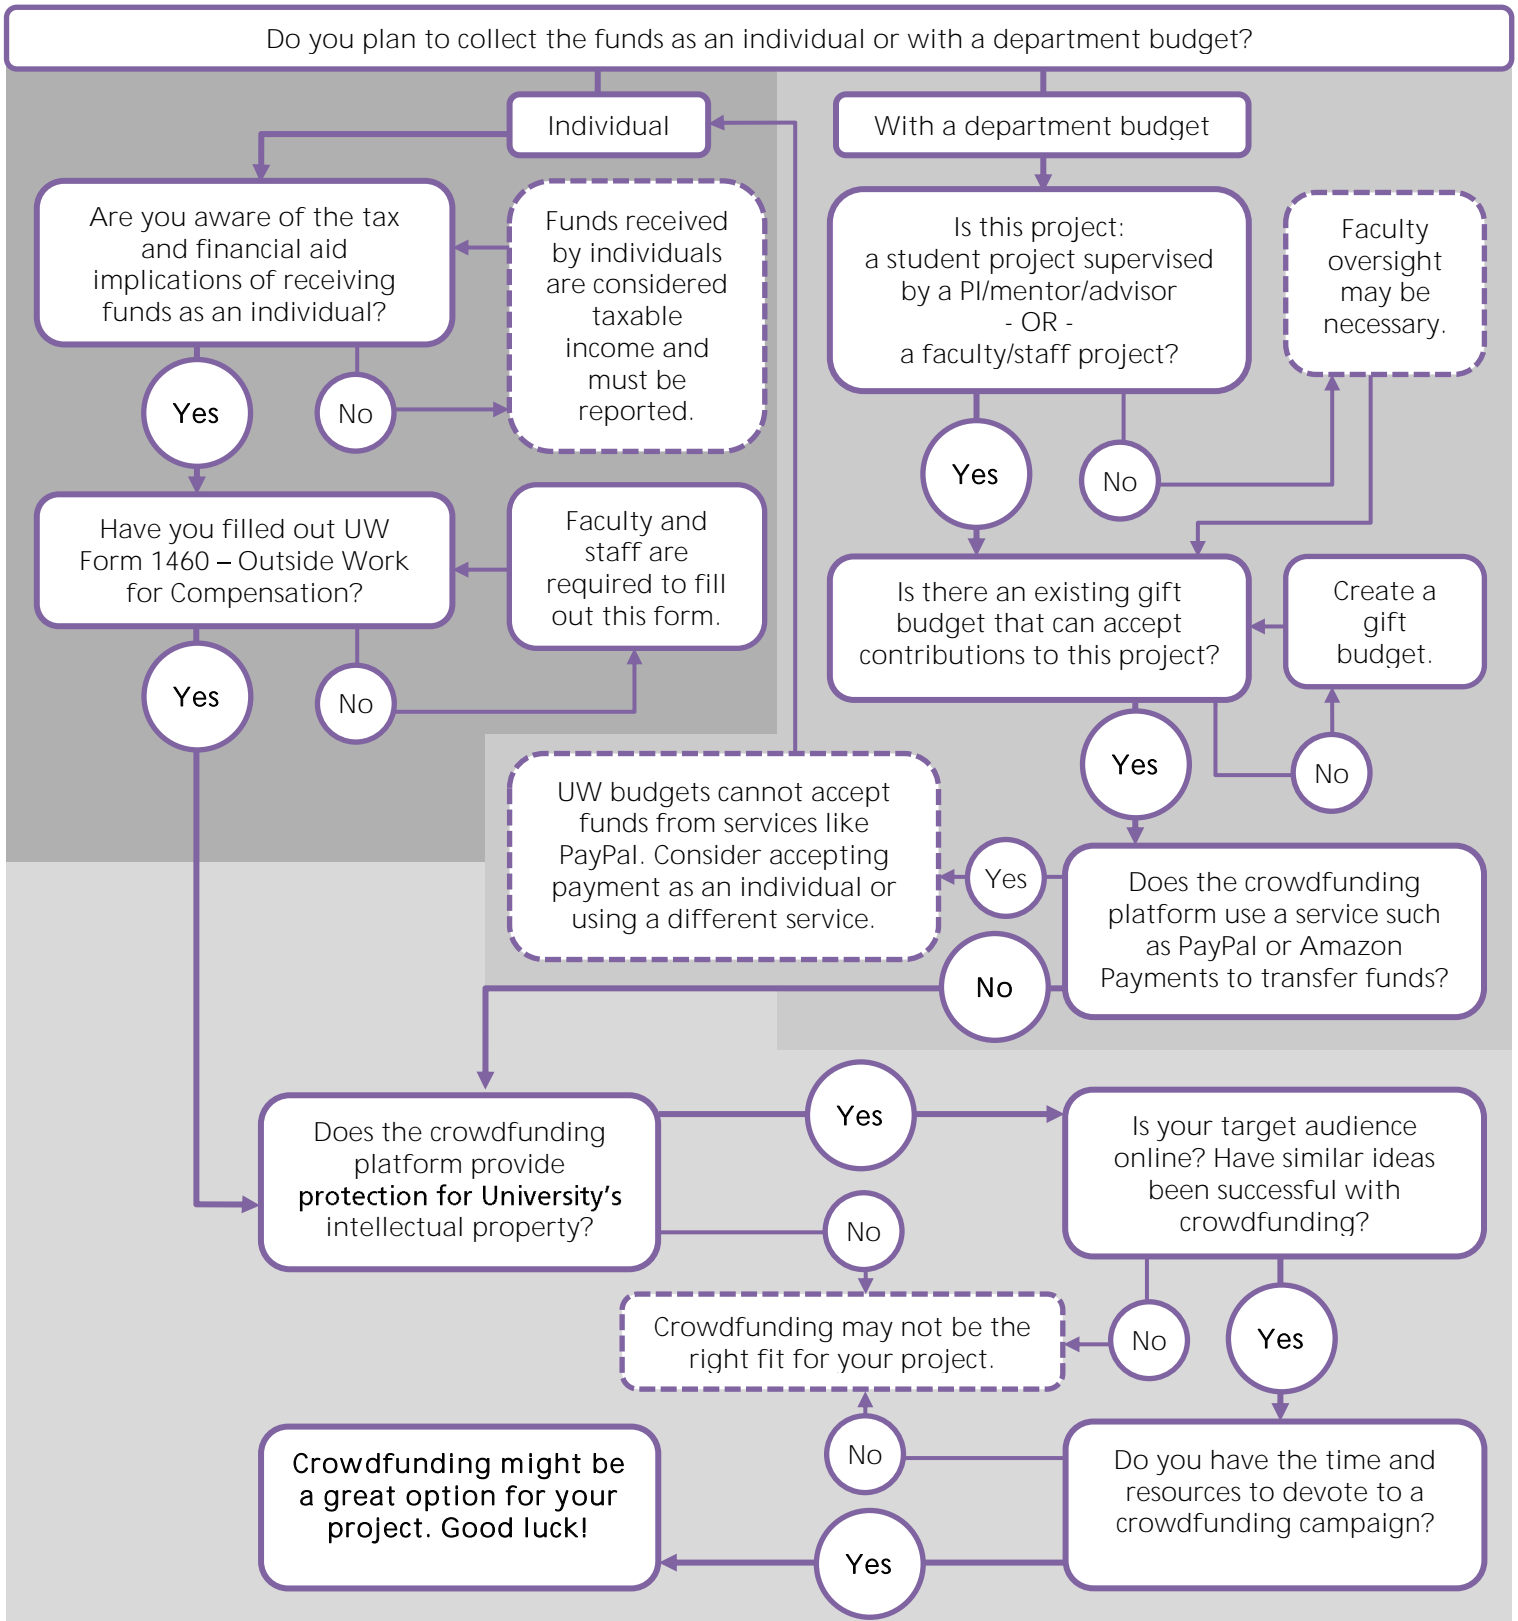 Do you plan to collect the funds as an individual or with a department budget?
Individual
With a department budget
Are you aware of the tax
and financial aid
implications of receiving
funds as an individual?
Yes
No
Funds received
by individuals
are considered
taxable
income and
must be
reported.
Have you filled out UW
Form 1460 – Outside Work
for Compensation?
Yes
No
Faculty and
staff are
required to fill
out this form.
Is this project:
a student project supervised
by a PI/mentor/advisor
- OR -
a faculty/staff project?
Yes
No
Faculty
oversight
may be
necessary.
Is there an existing gift
budget that can accept
contributions to this project?
Yes
No
Create a
gift
budget.
UW budgets cannot accept
funds from services like
PayPal. Consider accepting
payment as an individual or
using a different service.
Yes
No
Does the crowdfunding
platform use a service such
as PayPal or Amazon
Payments to transfer funds?
Does the crowdfunding
platform provide
protection for University’s
intellectual property?
Yes
No
Is your target audience
online? Have similar ideas
been successful with
crowdfunding?
No
Yes
Crowdfunding may not be the
right fit for your project.
No
Do you have the time and
resources to devote to a
crowdfunding campaign?
Yes
Crowdfunding might be
a great option for your
project. Good luck!